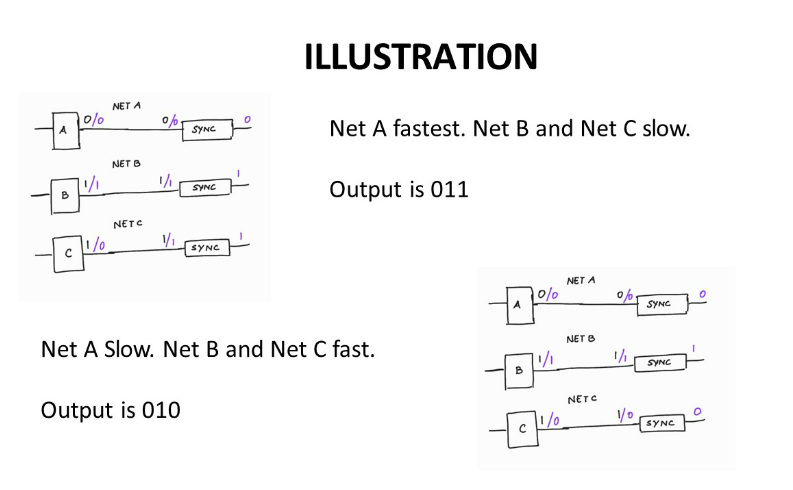 ILLUSTRATION
NET A
A 0/0 0/0 SYNC 0
NET B
B 1/1 1/1 SYNC 1
NET C
C 1/0 1/1 SYNC 1
Net A fastest. Net B and Net C slow.
Output is 011
Net A Slow. Net B and Net C fast.
Output is 010
NET A
A 0/0 0/0 SYNC 0
NET B
B 1/1 1/1 SYNC 1
NET C
C 1/0 1/0 SYNC 0